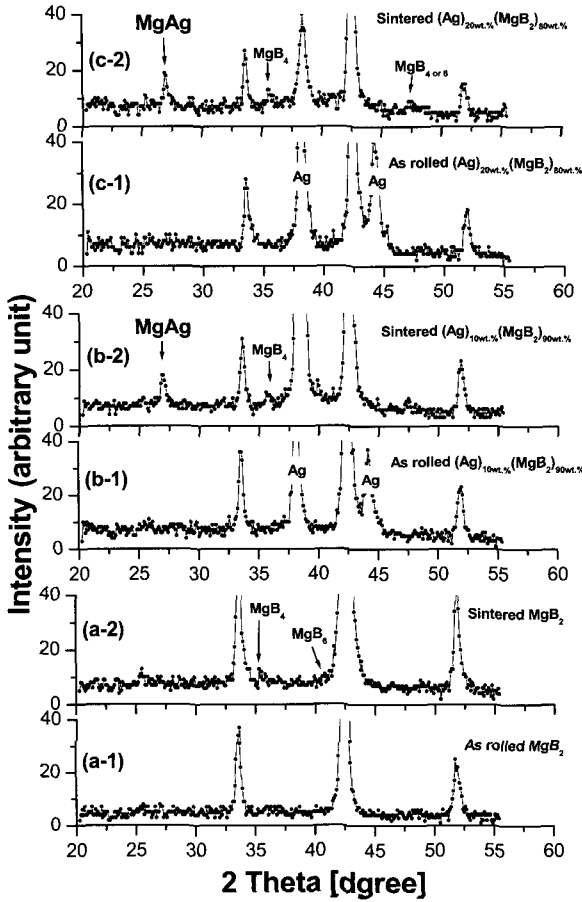 40
20
0
(c-2)
MgAg
MgB4
MgB4 or 6
Sintered (Ag)20wt.%(MgB2)80wt.%
40
20
0
(c-1)
Ag
Ag
As rolled (Ag)20wt.%(MgB2)80wt.%
20 25 30 35 40 45 50 55 60
40
20
0
(b-2)
MgAg
MgB4
Sintered (Ag)10wt.%(MgB2)90wt.%
40
20
0
(b-1)
Ag
Ag
As rolled (Ag)10wt.%(MgB2)90wt.%
20 25 30 35 40 45 50 55 60
40
20
0
(a-2)
MgB4
MgB6
Sintered MgB2
40
20
0
(a-1)
As rolled MgB2
20 25 30 35 40 45 50 55 60
Intensity (arbitrary unit)
2 Theta [dgree]